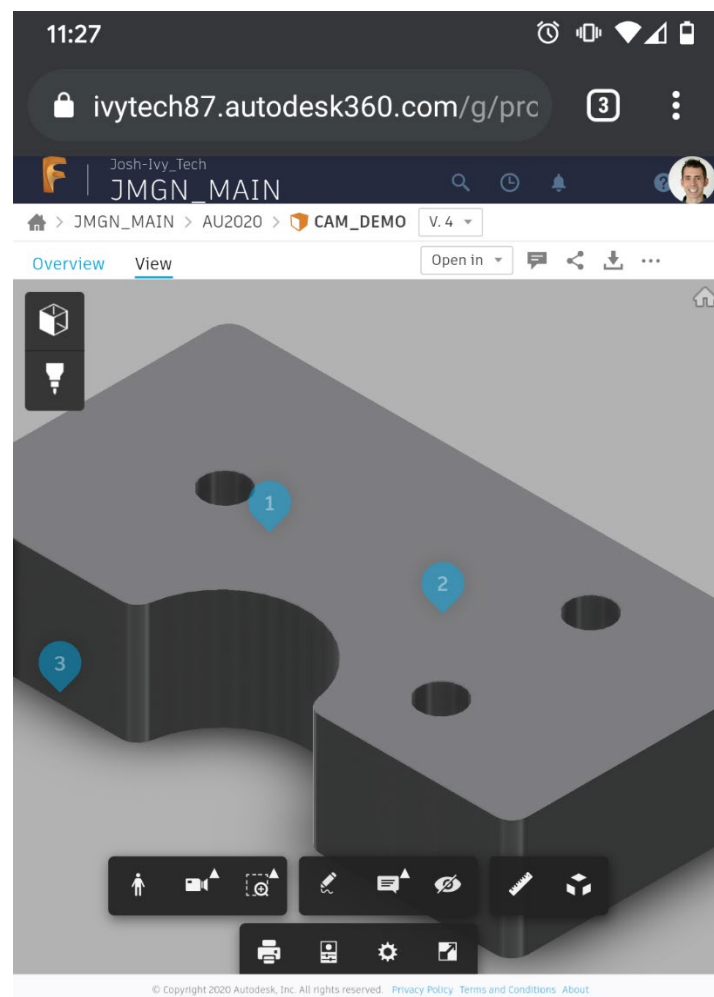 11:27
ivytech87.autodesk360.com/g/pro
3
Josh-Ivy_Tech
JMGN_MAIN
JMGN_MAIN > AU2020 > CAM_DEMO V. 4
Overview View Open in
1
2
3
© Copyright 2020 Autodesk, Inc. All rights reserved. Privacy Policy Terms and Conditions About